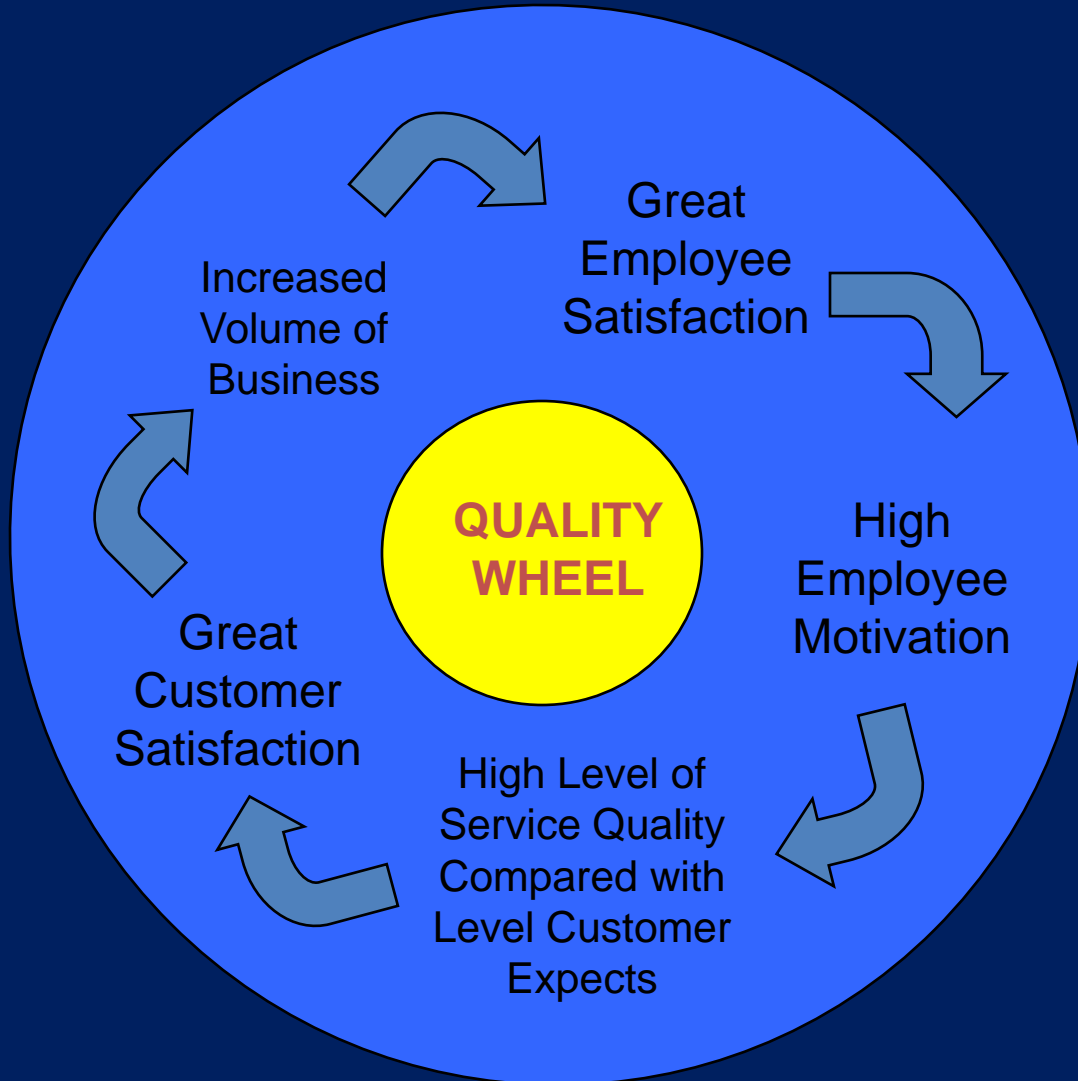 Great
Employee
Satisfaction
High
Employee
Motivation
High Level of
Service Quality
Compared with
Level Customer
Expects
Great
Customer
Satisfaction
Increased
Volume of
Business
QUALITY
WHEEL